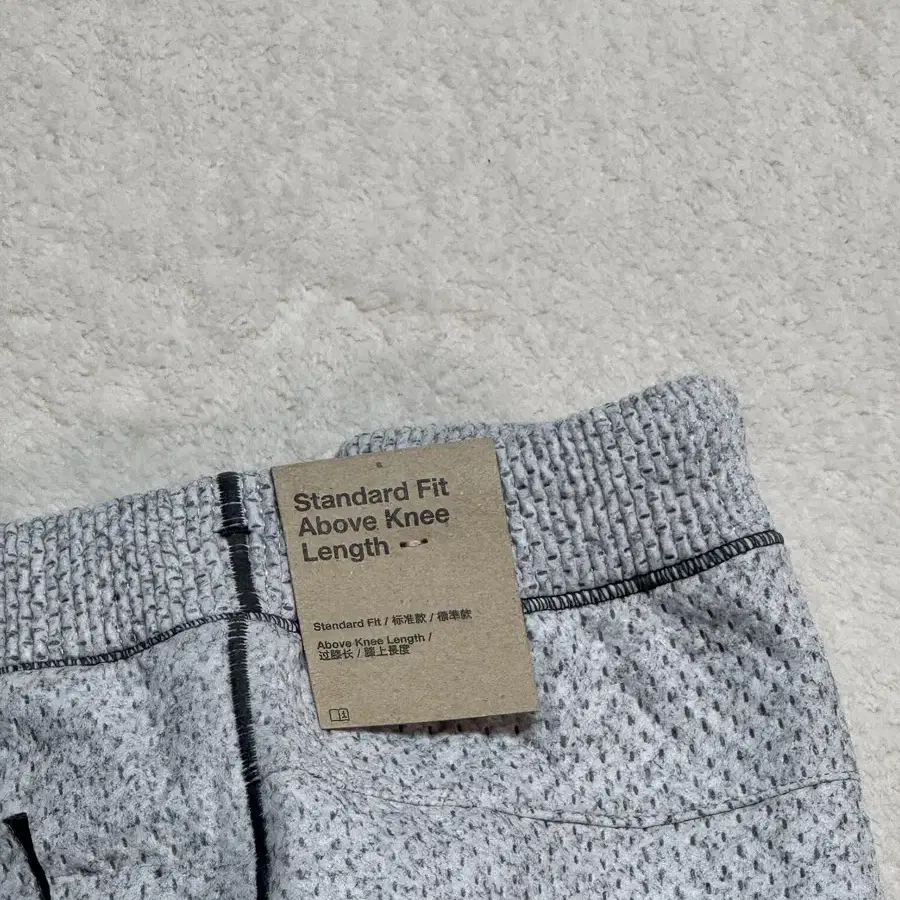 Standard Fit
Above Knee
Length
Standard Fit / 标准款 / 標準款
Above Knee Length /
过膝长 / 膝上長度